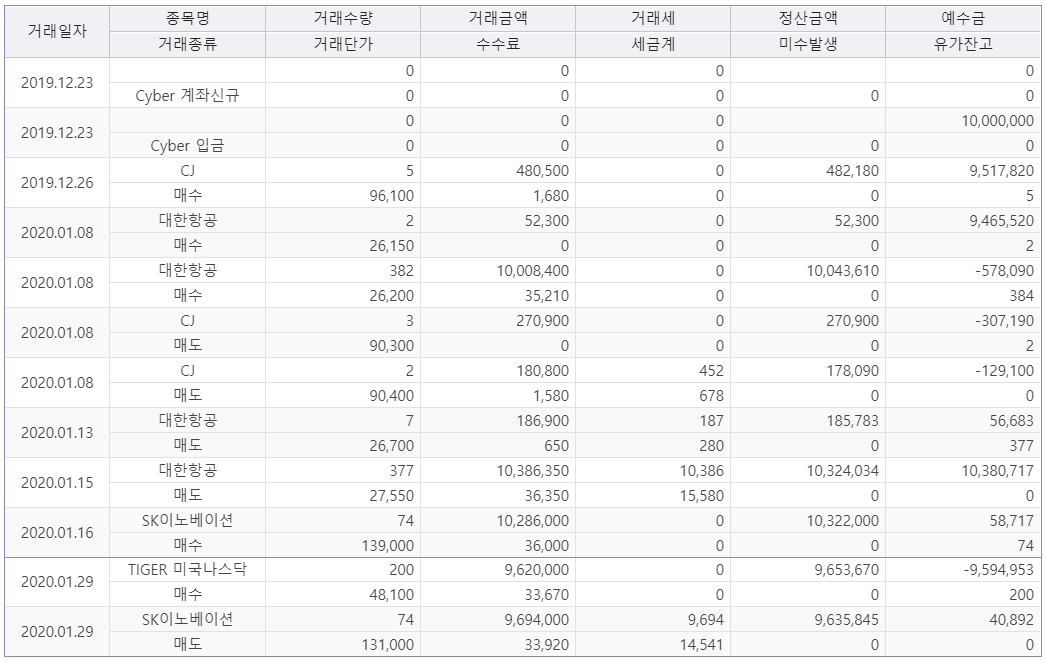 거래일자 종목명 거래수량 거래금액 거래세 정산금액 예수금
거래종류 거래단가 수수료 세금계 미수발생 유가잔고
2019.12.23 0 0 0 0
Cyber 계좌신규 0 0 0 0 0
2019.12.23 0 0 0 10,000,000
Cyber 입금 0 0 0 0 0
2019.12.26 CJ 5 480,500 0 482,180 9,517,820
매수 96,100 1,680 0 0 5
2020.01.08 대한항공 2 52,300 0 52,300 9,465,520
매수 26,150 0 0 0 2
2020.01.08 대한항공 382 10,008,400 0 10,043,610 -578,090
매수 26,200 35,210 0 0 384
2020.01.08 CJ 3 270,900 0 270,900 -307,190
매도 90,300 0 0 0 2
2020.01.08 CJ 2 180,800 452 178,090 -129,100
매도 90,400 1,580 678 0 0
2020.01.13 대한항공 7 186,900 187 185,783 56,683
매도 26,700 650 280 0 377
2020.01.15 대한항공 377 10,386,350 10,386 10,324,034 10,380,717
매도 27,550 36,350 15,580 0 0
2020.01.16 SK이노베이션 74 10,286,000 0 10,322,000 58,717
매수 139,000 36,000 0 0 74
2020.01.29 TIGER 미국나스닥 200 9,620,000 0 9,653,670 -9,594,953
매수 48,100 33,670 0 0 200
2020.01.29 SK이노베이션 74 9,694,000 9,694 9,635,845 40,892
매도 131,000 33,920 14,541 0 0